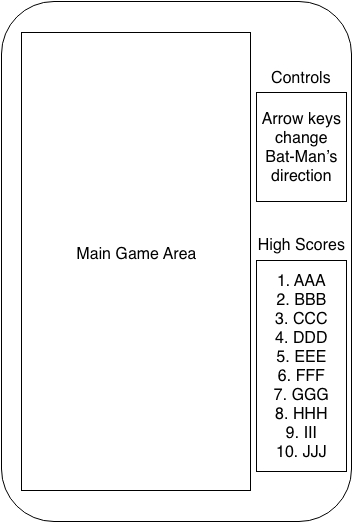 Controls
Arrow keys
change
Bat-Man's
direction
Main Game Area
High Scores
1. AAA
2. BBB
3. CCC
4. DDD
5. EEE
6. FFF
7. GGG
8. HHH
9. III
10. JJJ